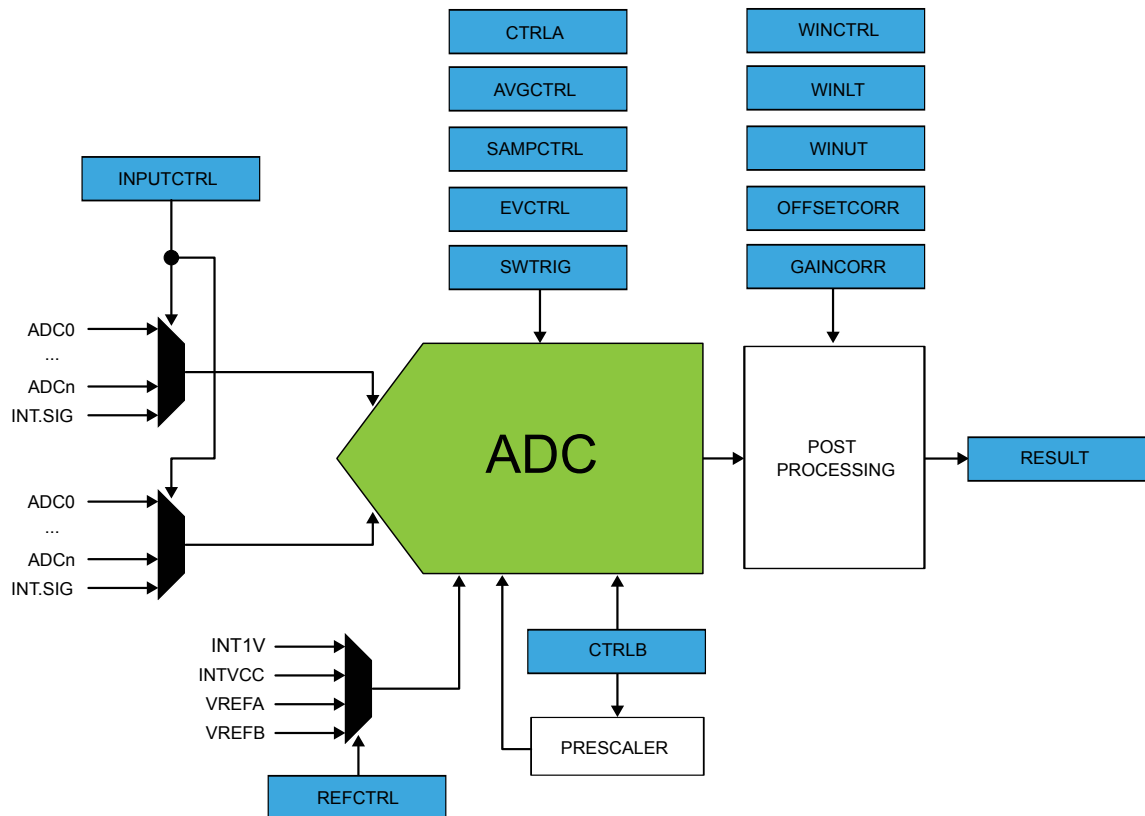 CTRLA
WINCTRL
AVGCTRL
WINLT
SAMPCTRL
WINUT
INPUTCTRL
EVCTRL
OFFSETCORR
SWTRIG
GAINCORR
ADC0
...
ADCn
INT.SIG
ADC
POST
PROCESSING
RESULT
ADC0
...
ADCn
INT.SIG
INT1V
INTVCC
VREFA
VREFB
CTRLB
PRESCALER
REFCTRL